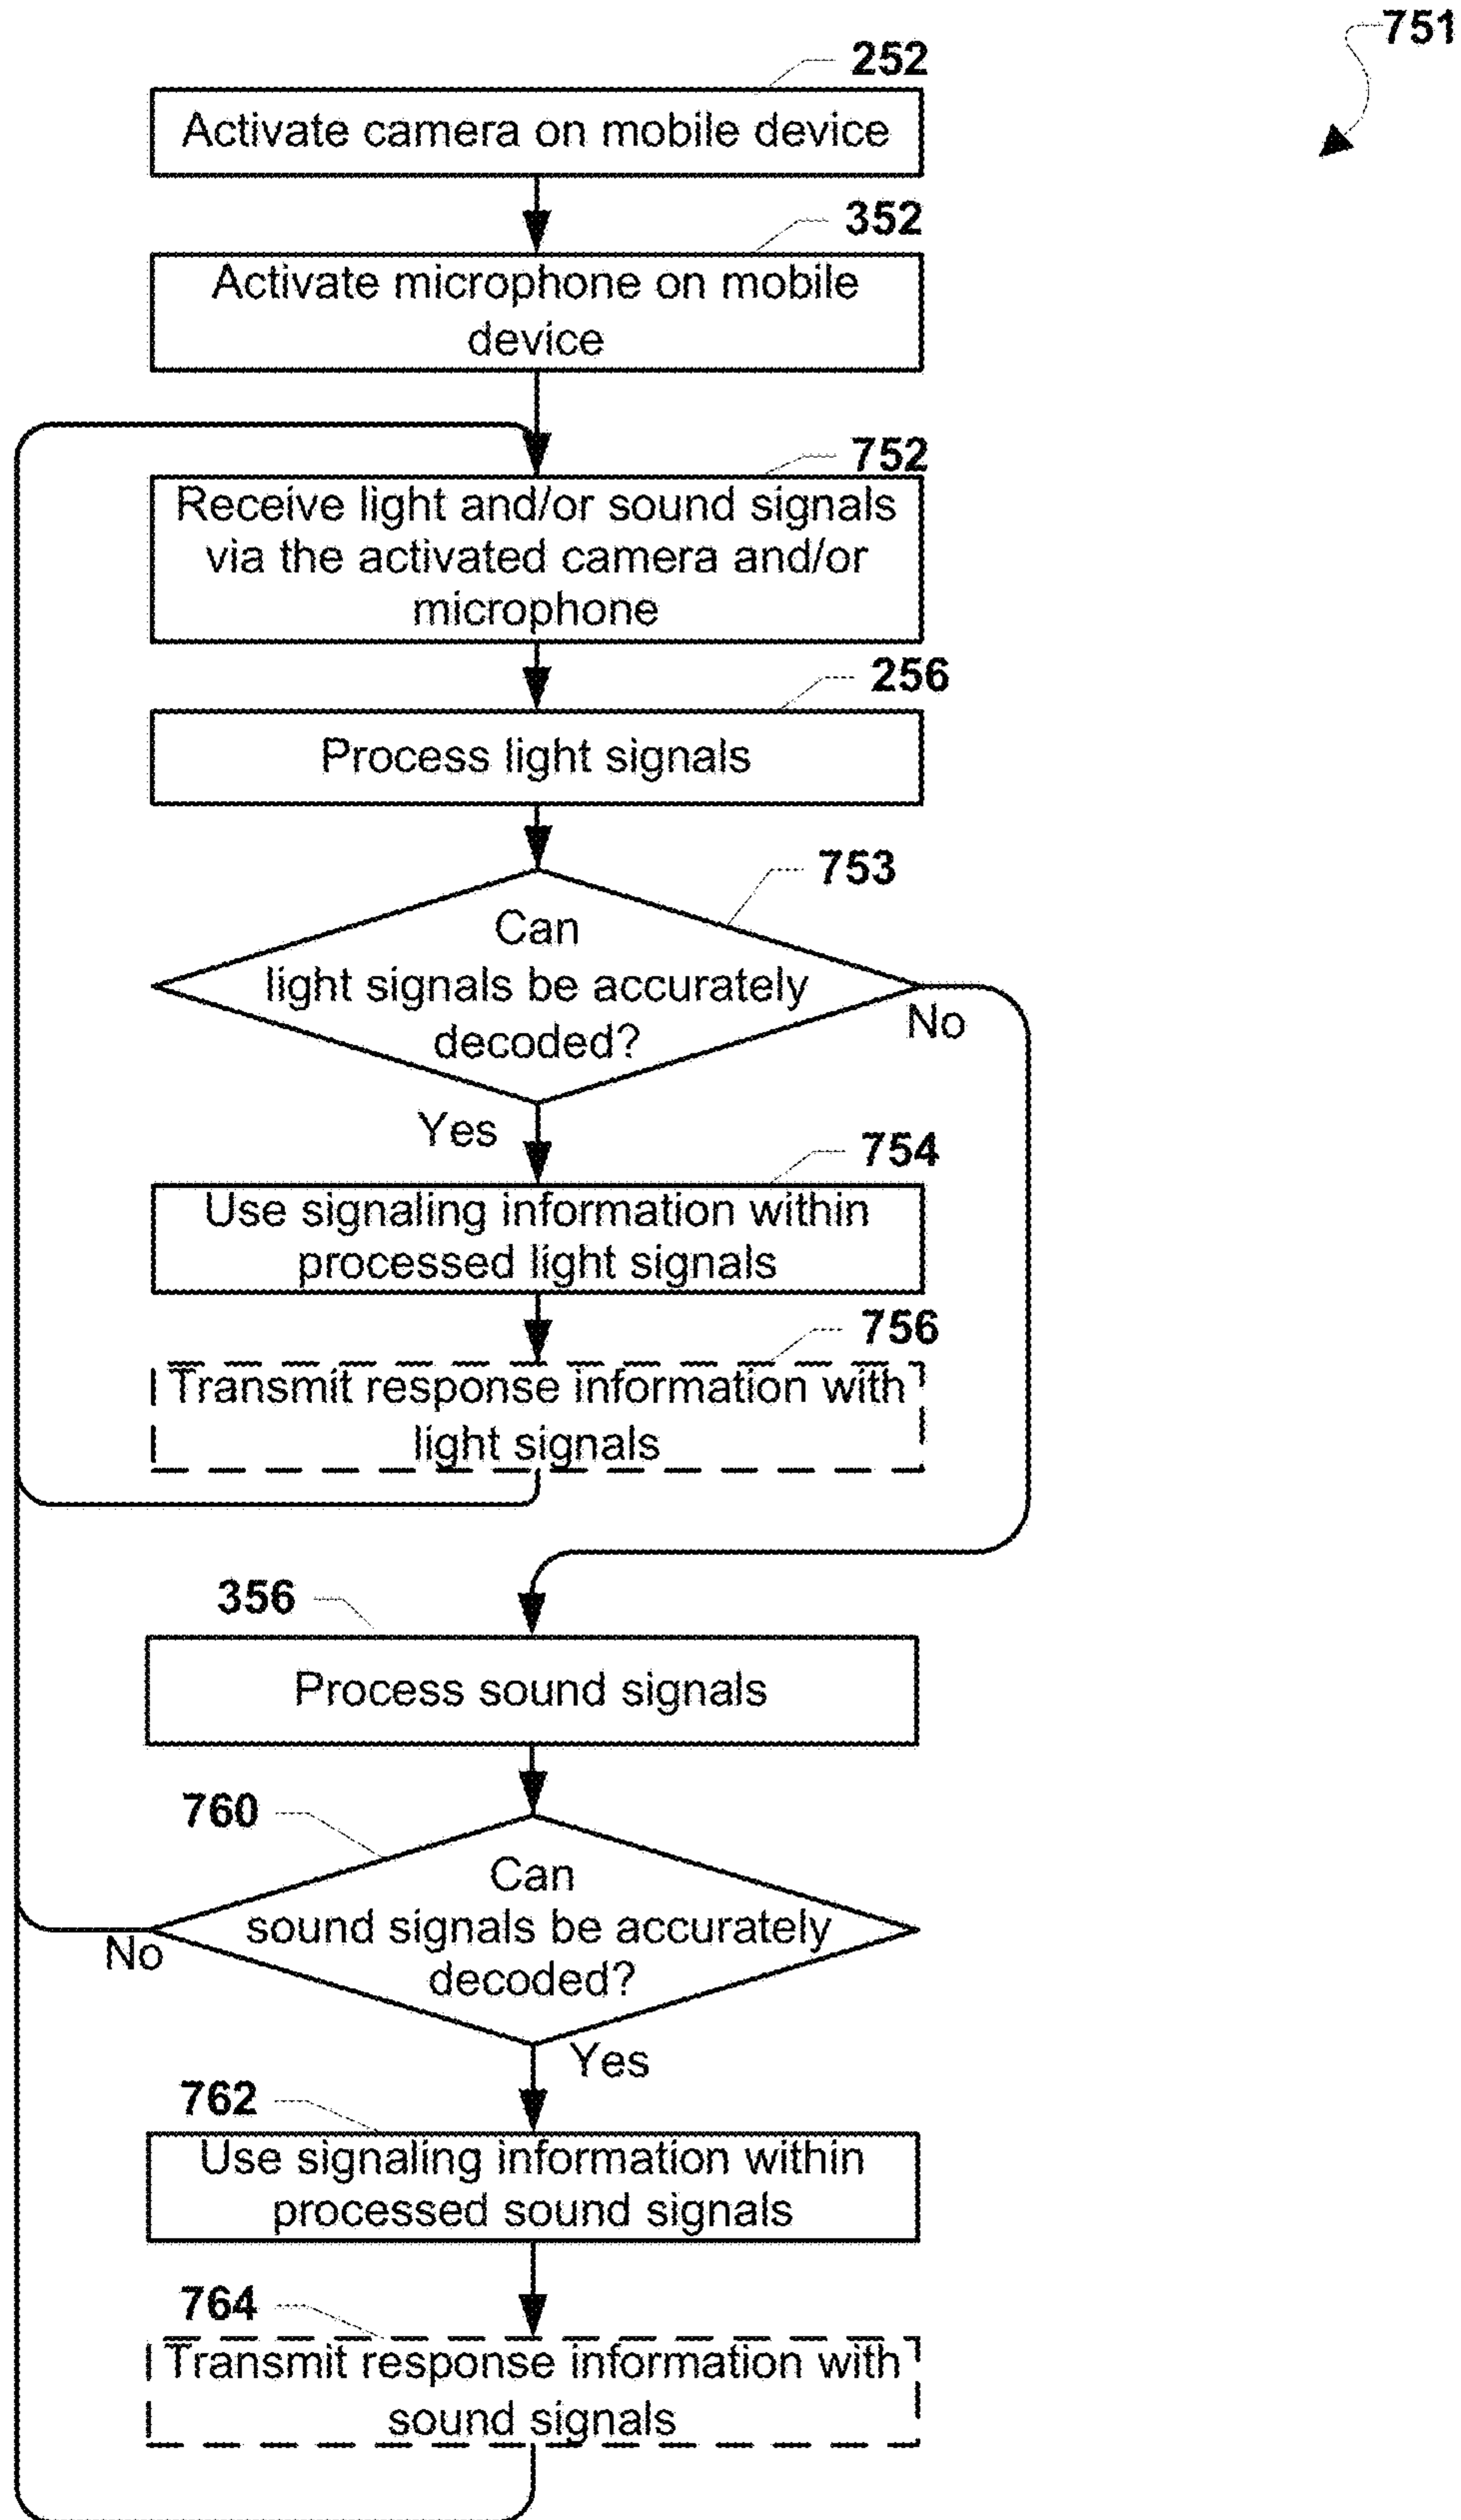 751
252
Activate camera on mobile device
352
Activate microphone on mobile
device
752
Receive light and/or sound signals
via the activated camera and/or
microphone
256
Process light signals
753
Can
light signals be accurately
decoded?
No
Yes
754
Use signaling information within
processed light signals
756
Transmit response information with
light signals
356
Process sound signals
760
Can
sound signals be accurately
decoded?
No
Yes
762
Use signaling information within
processed sound signals
764
Transmit response information with
sound signals